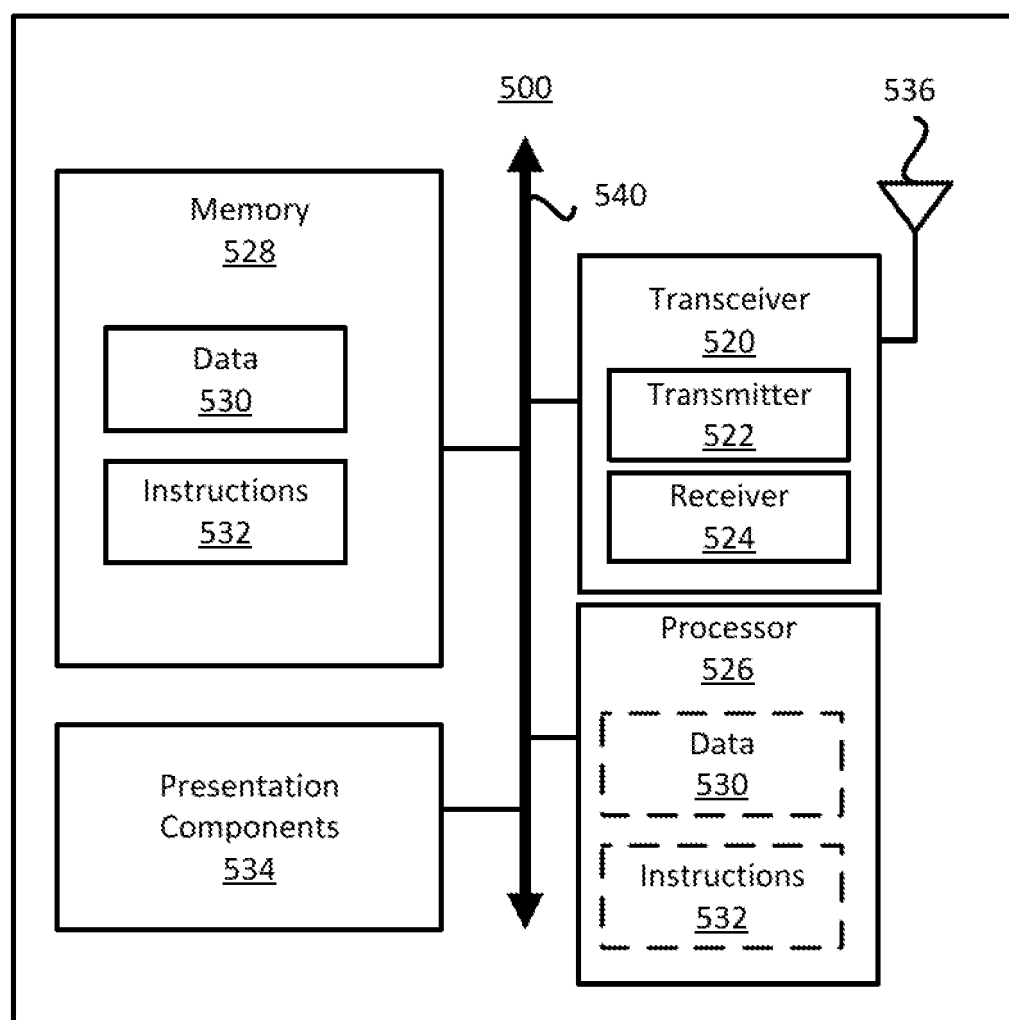 500
536
540
Memory
528
Data
530
Instructions
532
Transceiver
520
Transmitter
522
Receiver
524
Processor
526
Data
530
Instructions
532
Presentation
Components
534